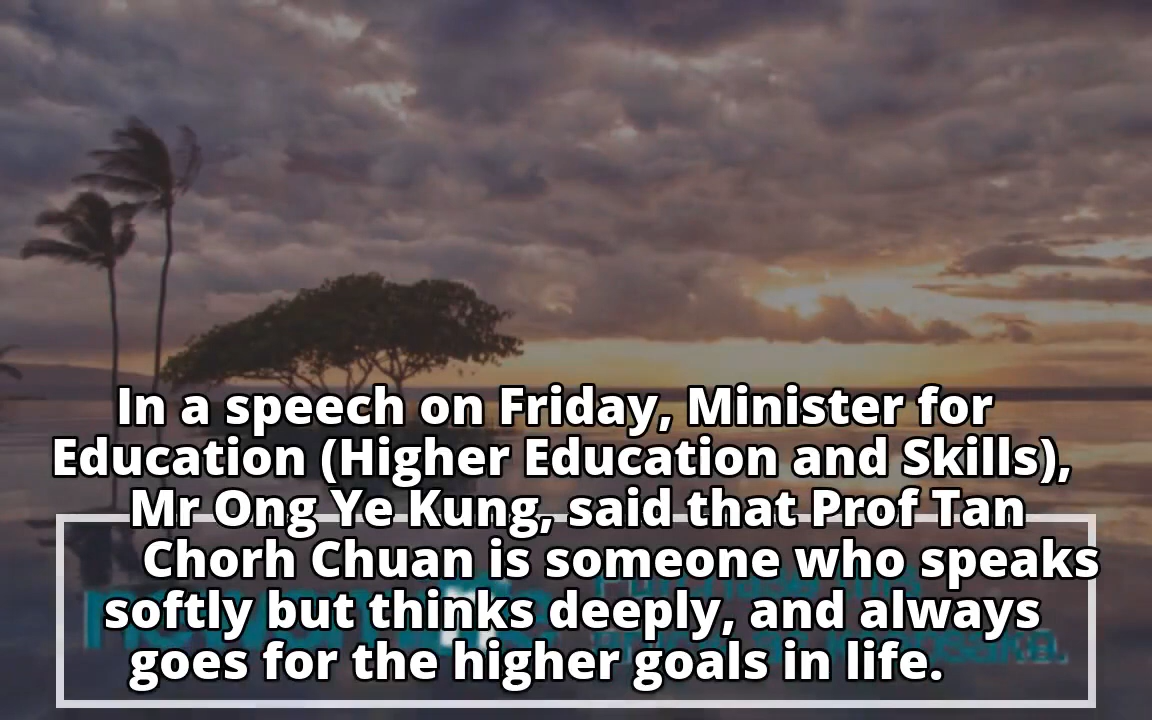 In a speech on Friday, Minister for
Education (Higher Education and Skills),
Mr Ong Ye Kung, said that Prof Tan
Chorh Chuan is someone who speaks
softly but thinks deeply, and always
goes for the higher goals in life.